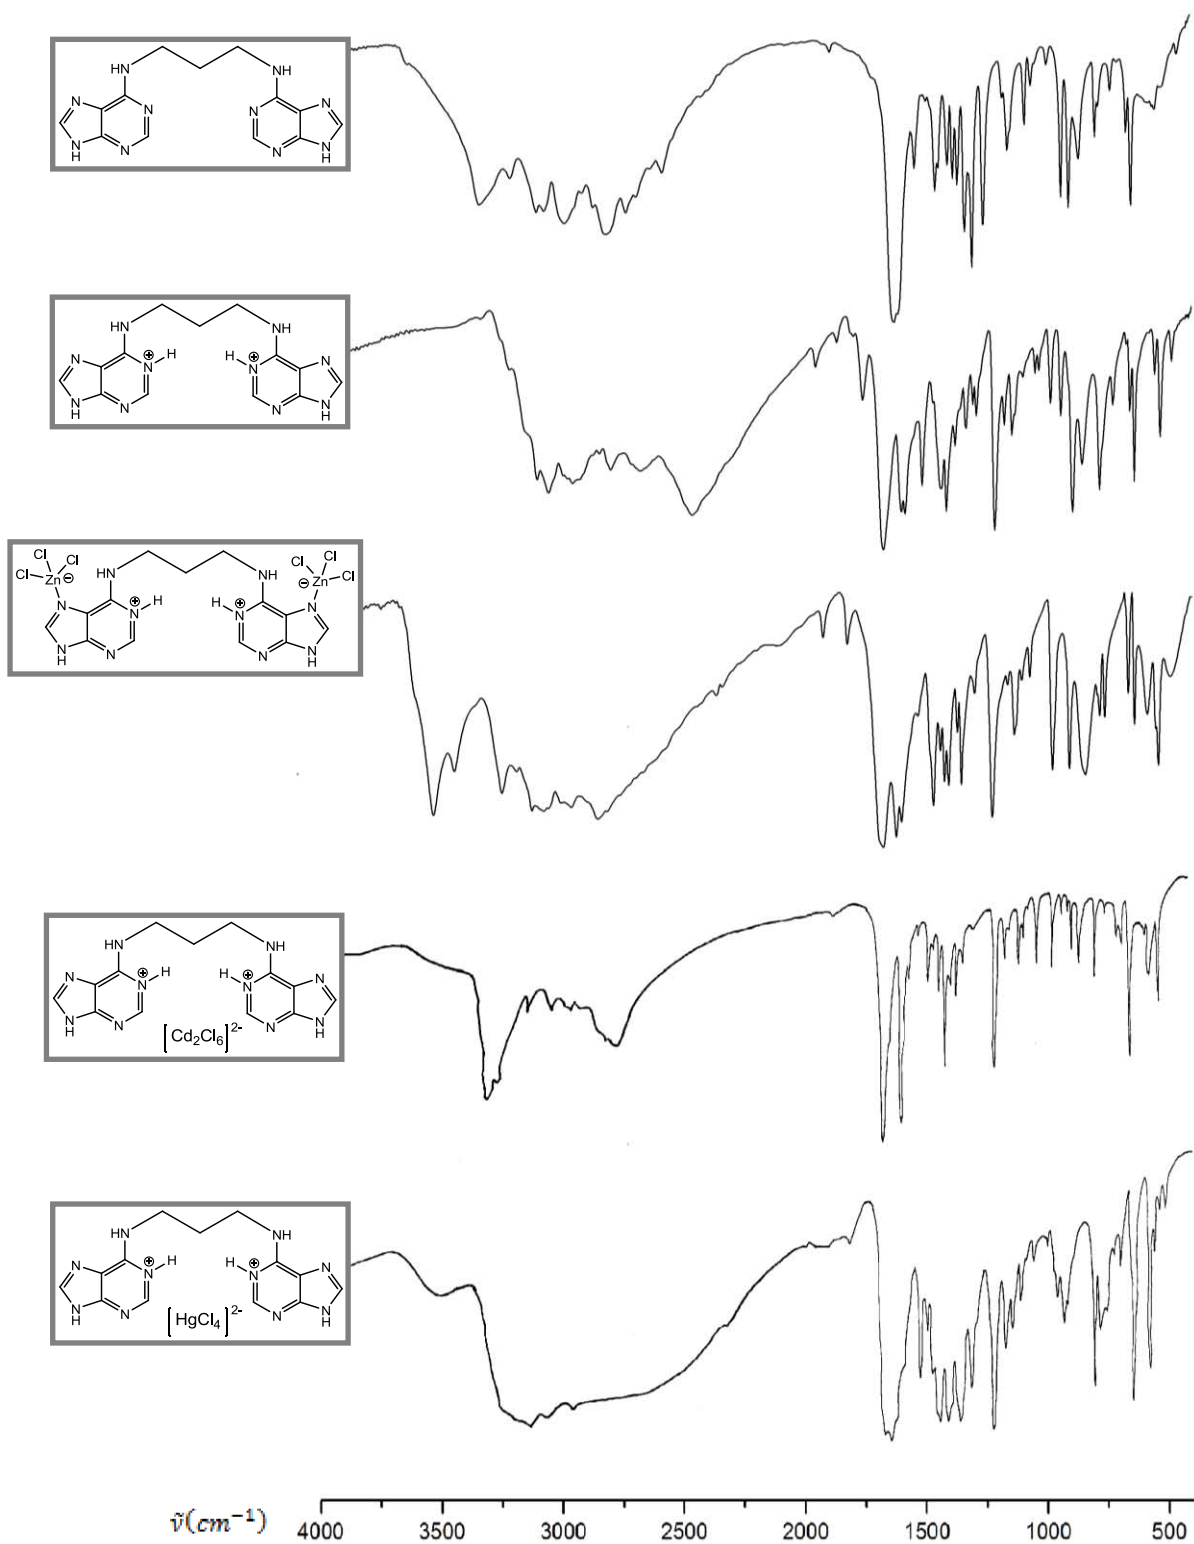 HN NH
N N N N
N N N N
H H
HN NH
N N ⊕ H H ⊕ N N
N N N N
H H
Cl Cl Cl Cl
Cl Zn ⊖ HN NH ⊖ Zn Cl
N N ⊕ H H ⊕ N N
N N N N
H H
HN NH
N N ⊕ H H ⊕ N N
N N N N
H H
[Cd2Cl6]2-
HN NH
N N ⊕ H H ⊕ N N
N N N N
H H
[HgCl4]2-
ṽ(cm⁻¹)
4000 3500 3000 2500 2000 1500 1000 500